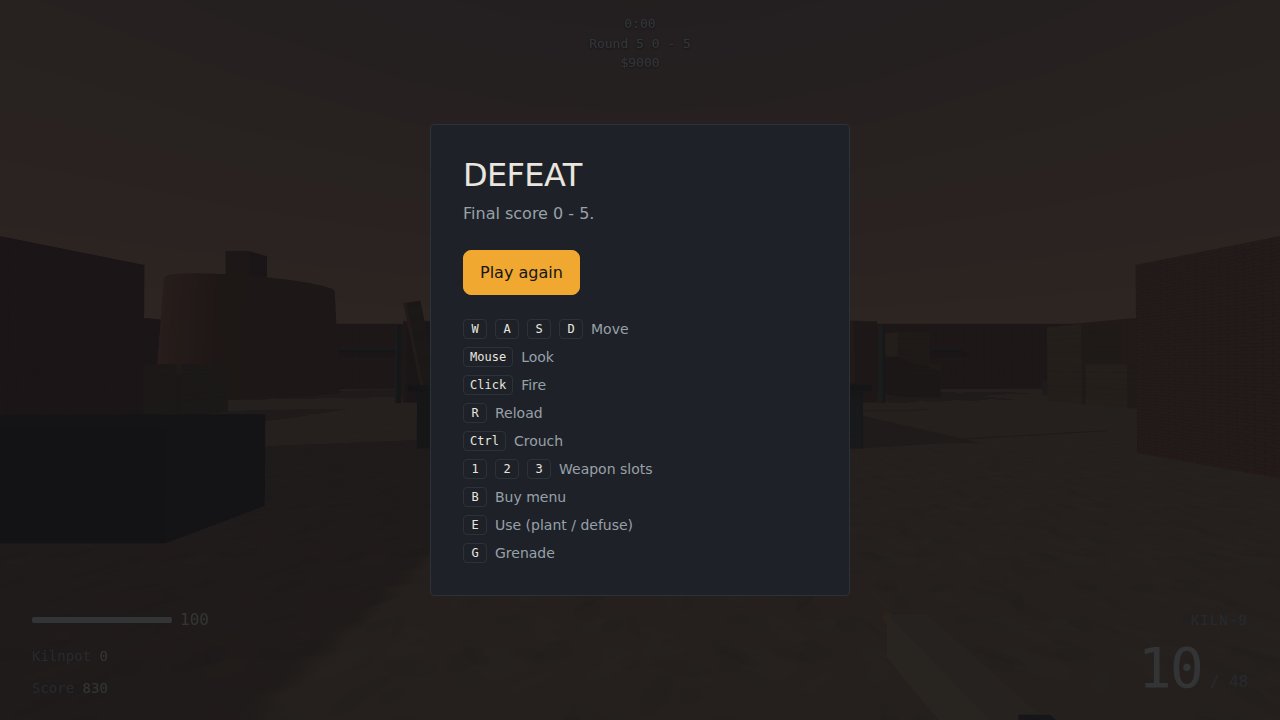 0:00
Round 5 0 - 5
$9000
DEFEAT
Final score 0 - 5.
Play again
W A S D Move
Mouse Look
Click Fire
R Reload
Ctrl Crouch
1 2 3 Weapon slots
B Buy menu
E Use (plant / defuse)
G Grenade
100
Kilnpot 0
Score 830
KILN-9
10 / 48